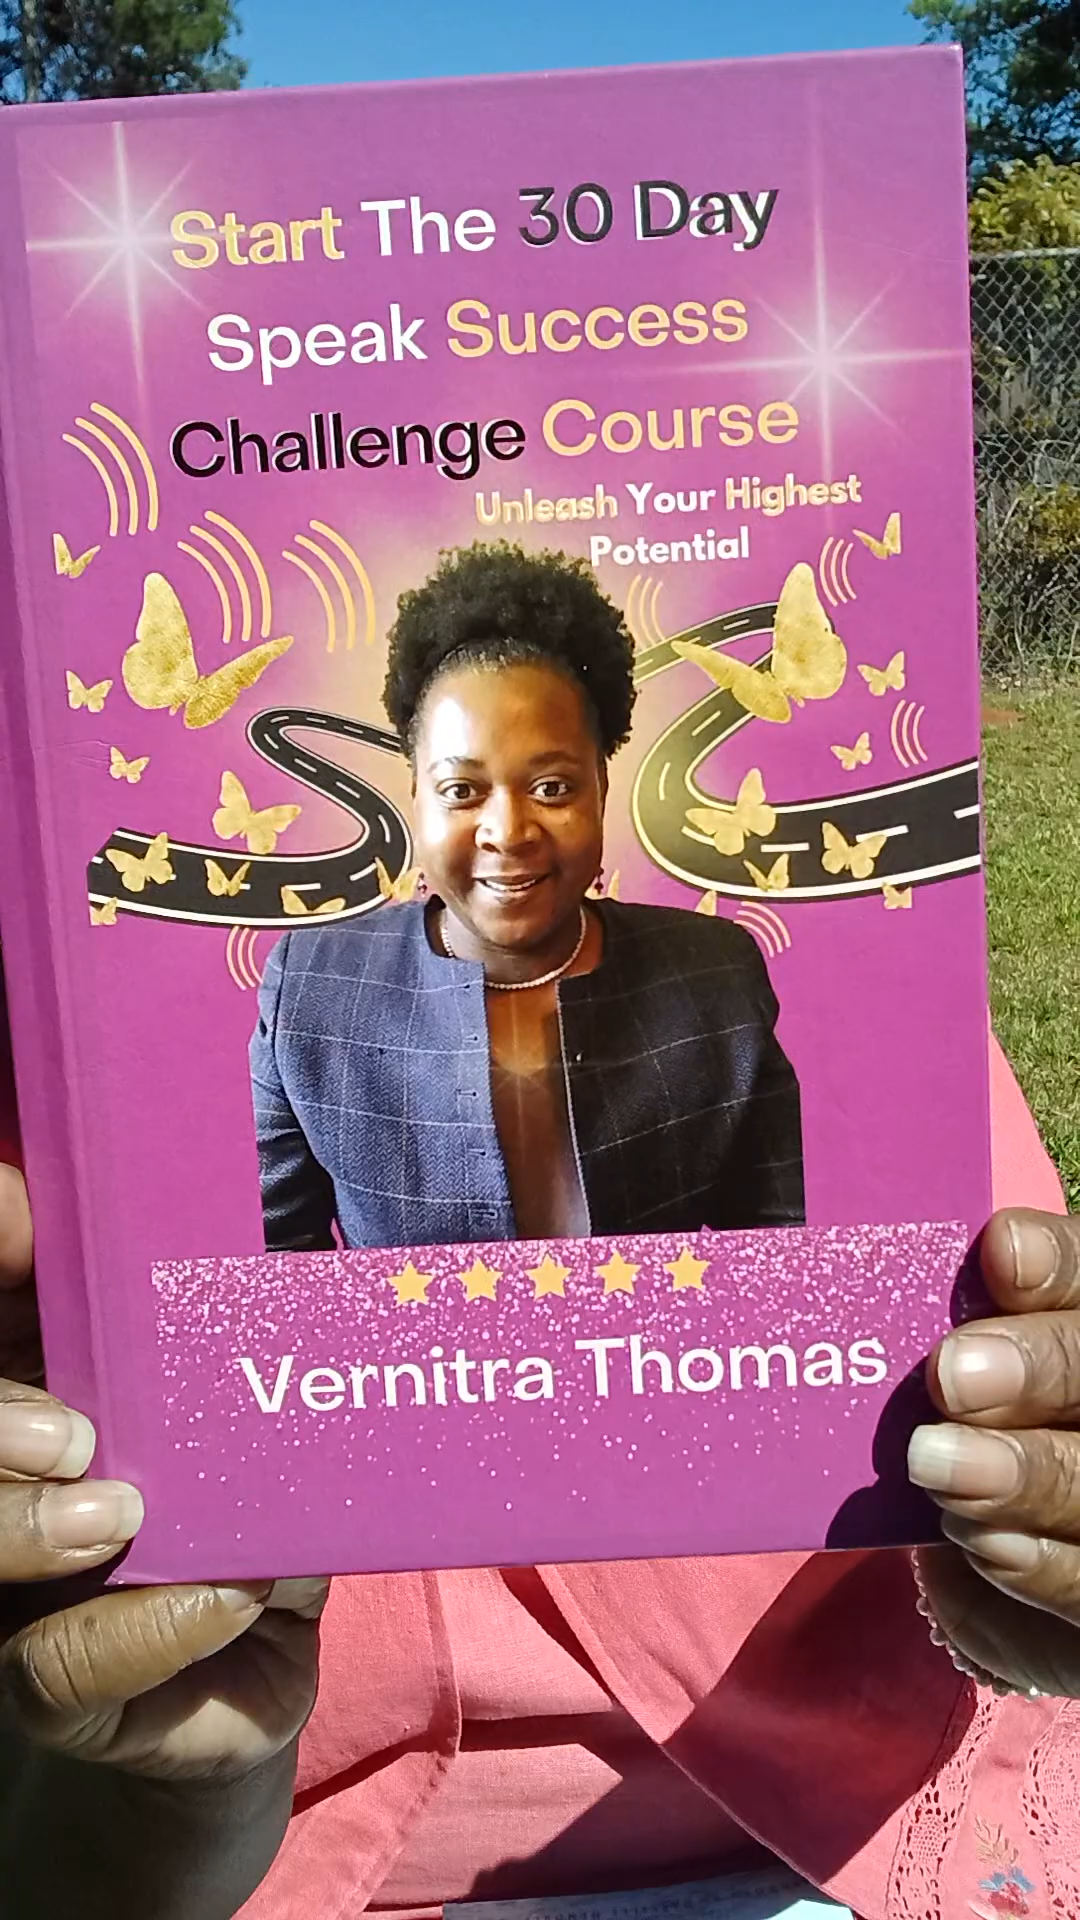 Start The 30 Day
Speak Success
Challenge Course
Unleash Your Highest
Potential
Vernitra Thomas